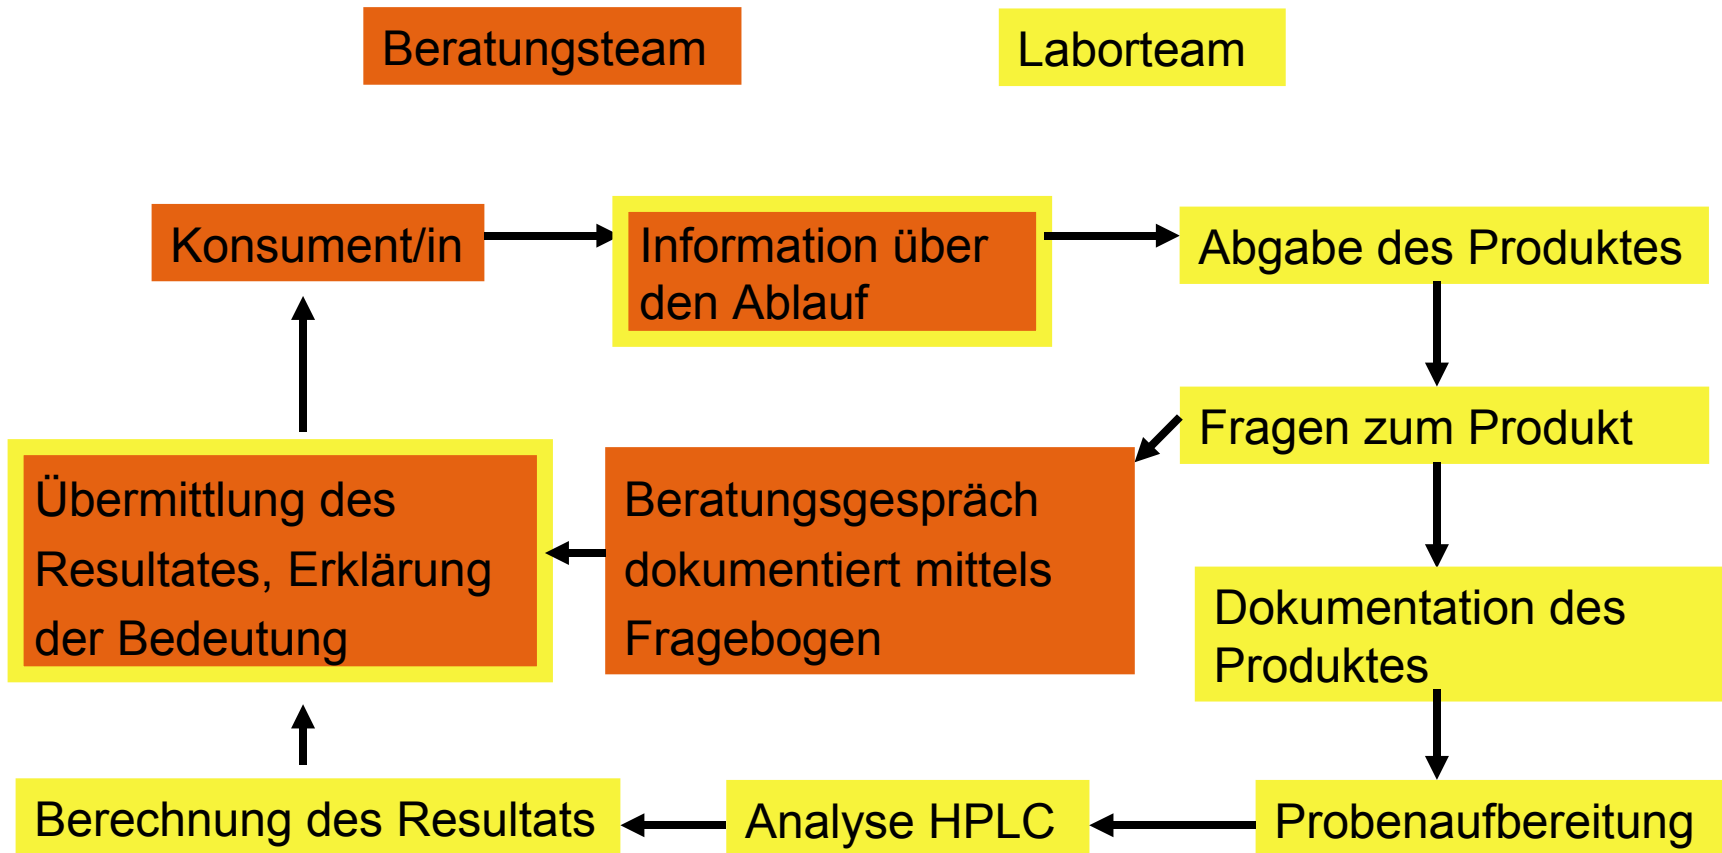 Beratungsteam
Laborteam
Konsument/in
Information über
den Ablauf
Abgabe des Produktes
Fragen zum Produkt
Übermittlung des
Resultates, Erklärung
der Bedeutung
Beratungsgespräch
dokumentiert mittels
Fragebogen
Dokumentation des
Produktes
Berechnung des Resultats
Analyse HPLC
Probenaufbereitung